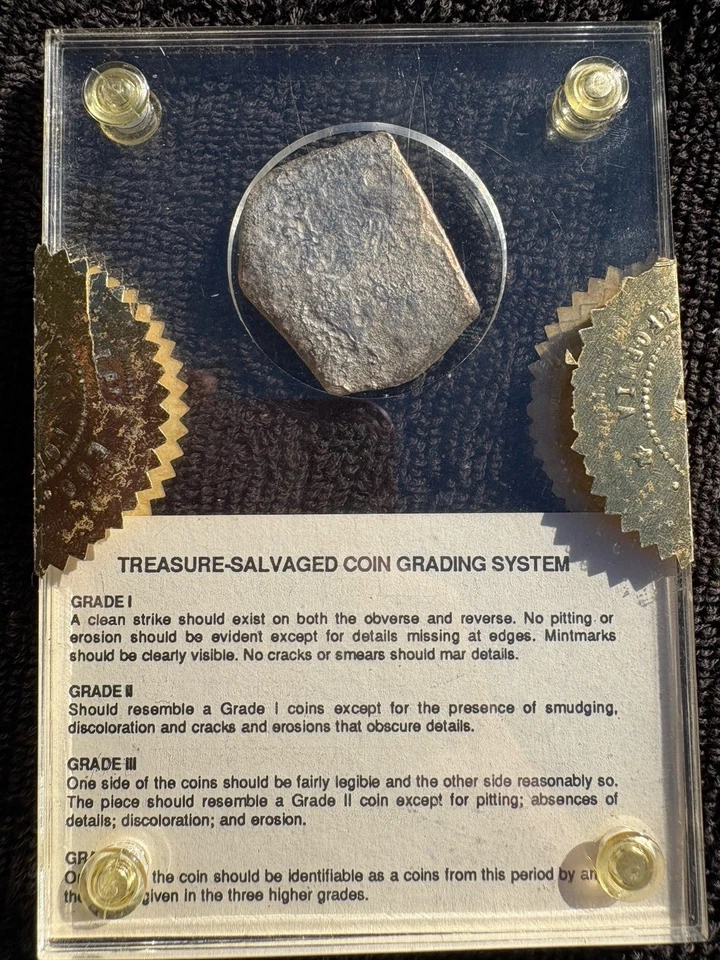 TREASURE-SALVAGED COIN GRADING SYSTEM
GRADE I
A clean strike should exist on both the obverse and reverse. No pitting or
erosion should be evident except for details missing at edges. Mintmarks
should be clearly visible. No cracks or smears should mar details.
GRADE II
Should resemble a Grade I coins except for the presence of smudging,
discoloration and cracks and erosions that obscure details.
GRADE III
One side of the coins should be fairly legible and the other side reasonably so.
The piece should resemble a Grade II coin except for pitting; absences of
details; discoloration; and erosion.
the coin should be identifiable as a coins from this period by
given in the three higher grades.